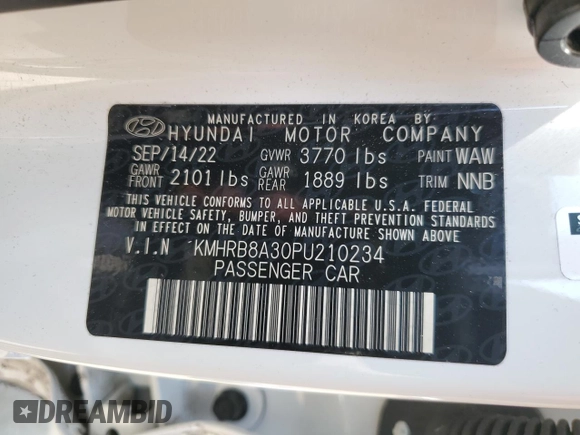 MANUFACTURED IN KOREA BY
HYUNDAI MOTOR COMPANY
SEP/14/22 GVWR 3770 lbs PAINT WAW
GAWR FRONT 2101 lbs GAWR REAR 1889 lbs TRIM NNB
THIS VEHICLE CONFORMS TO ALL APPLICABLE U.S.A. FEDERAL
MOTOR VEHICLE SAFETY, BUMPER, AND THEFT PREVENTION STANDARDS
IN EFFECT ON THE DATE OF MANUFACTURE SHOWN ABOVE.
V.I.N KMHRB8A30PU210234
PASSENGER CAR
DREAMBID